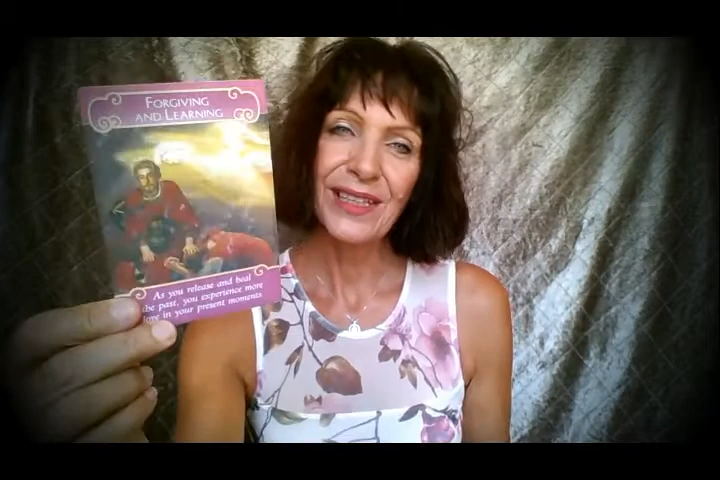 Forgiving
and Learning
As you release and heal
the past, you experience more
love in your present moments